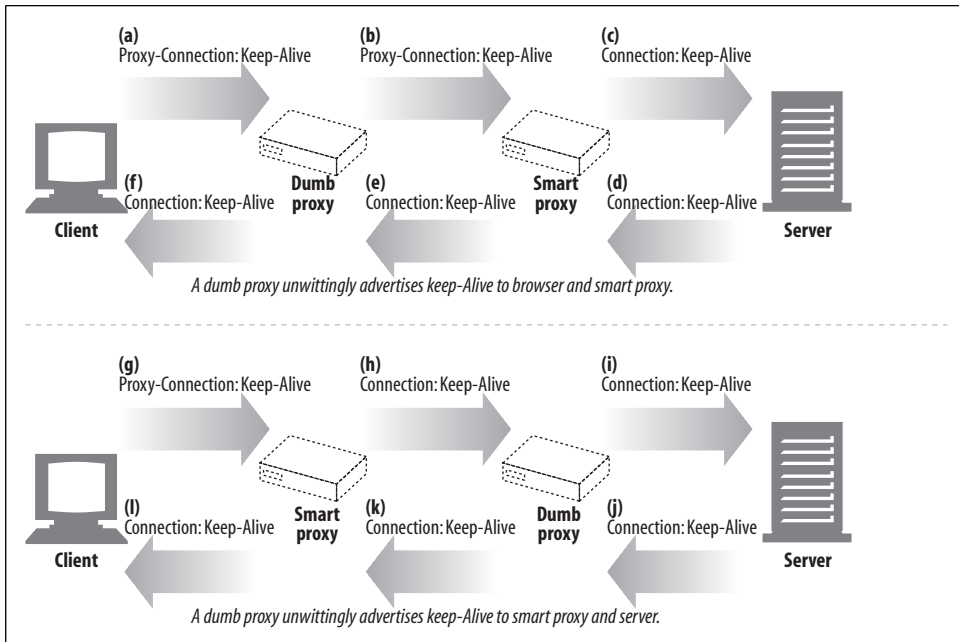 (a)
Proxy-Connection: Keep-Alive
(b)
Proxy-Connection: Keep-Alive
(c)
Connection: Keep-Alive
(f)
Connection: Keep-Alive
Dumb
proxy
(e)
Connection: Keep-Alive
Smart
proxy
(d)
Connection: Keep-Alive
Client
Server
A dumb proxy unwittingly advertises keep-Alive to browser and smart proxy.
(g)
Proxy-Connection: Keep-Alive
(h)
Connection: Keep-Alive
(i)
Connection: Keep-Alive
(l)
Connection: Keep-Alive
Smart
proxy
(k)
Connection: Keep-Alive
Dumb
proxy
(j)
Connection: Keep-Alive
Client
Server
A dumb proxy unwittingly advertises keep-Alive to smart proxy and server.